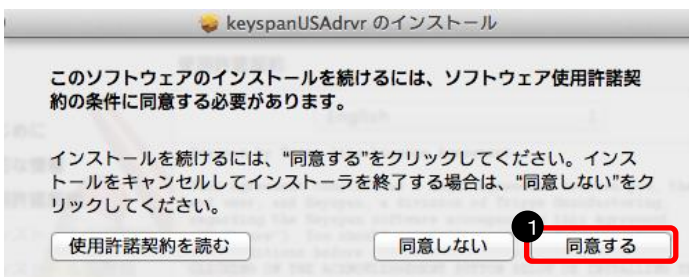 keyspanUSAdrvr のインストール
このソフトウェアのインストールを続けるには、ソフトウェア使用許諾契
約の条件に同意する必要があります。
インストールを続けるには、“同意する”をクリックしてください。インス
トールをキャンセルしてインストーラを終了する場合は、“同意しない”をク
リックしてください。
使用許諾契約を読む
同意しない
1
同意する